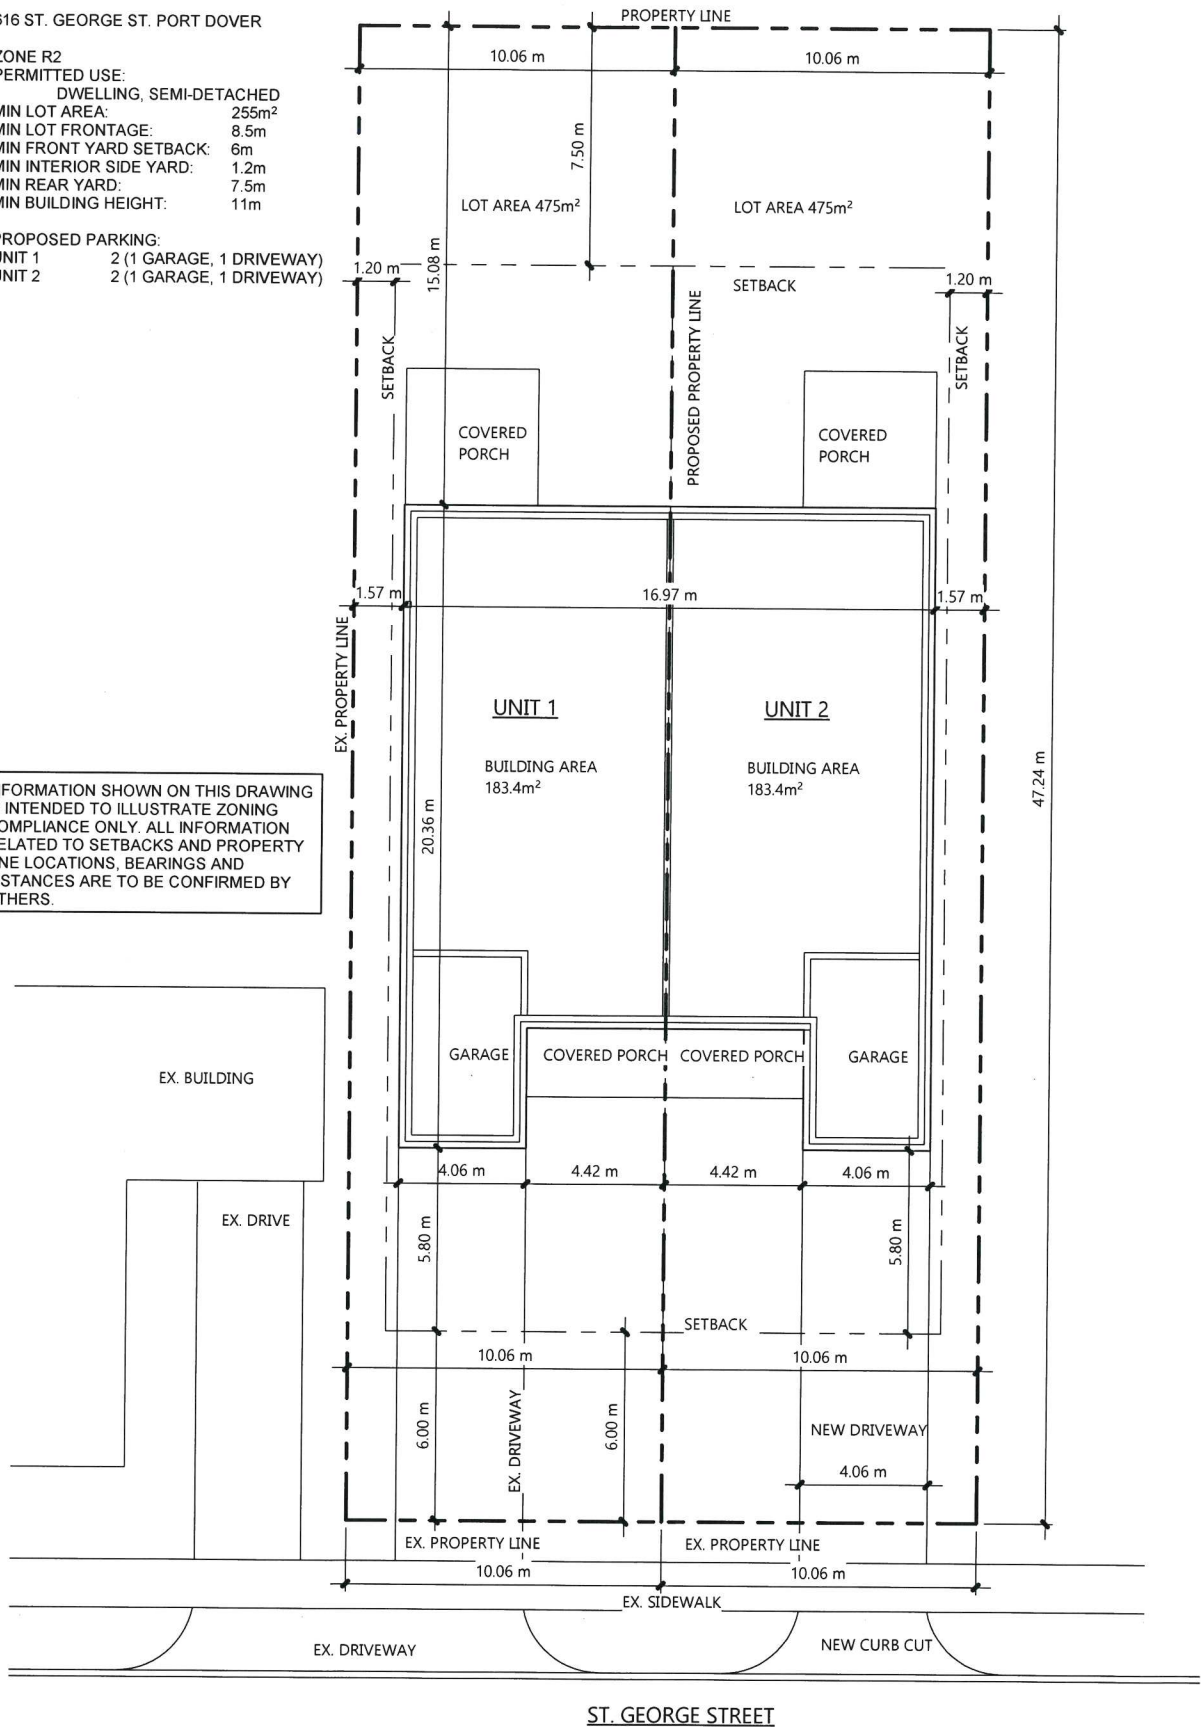 616 ST. GEORGE ST. PORT DOVER
ZONE R2
PERMITTED USE:
DWELLING, SEMI-DETACHED
MIN LOT AREA: 255m²
MIN LOT FRONTAGE: 8.5m
MIN FRONT YARD SETBACK: 6m
MIN INTERIOR SIDE YARD: 1.2m
MIN REAR YARD: 7.5m
MIN BUILDING HEIGHT: 11m
PROPOSED PARKING:
UNIT 1 2 (1 GARAGE, 1 DRIVEWAY)
UNIT 2 2 (1 GARAGE, 1 DRIVEWAY)
PROPERTY LINE
10.06 m
10.06 m
7.50 m
LOT AREA 475m²
LOT AREA 475m²
15.08 m
1.20 m
SETBACK
1.20 m
SETBACK
SETBACK
PROPOSED PROPERTY LINE
COVERED
PORCH
COVERED
PORCH
1.57 m
16.97 m
1.57 m
EX. PROPERTY LINE
UNIT 1
UNIT 2
BUILDING AREA
183.4m²
BUILDING AREA
183.4m²
47.24 m
20.36 m
NFORMATION SHOWN ON THIS DRAWING
INTENDED TO ILLUSTRATE ZONING
OMPLIANCE ONLY. ALL INFORMATION
ELATED TO SETBACKS AND PROPERTY
NE LOCATIONS, BEARINGS AND
STANCES ARE TO BE CONFIRMED BY
THERS.
GARAGE
COVERED PORCH
COVERED PORCH
GARAGE
EX. BUILDING
4.06 m
4.42 m
4.42 m
4.06 m
EX. DRIVE
5.80 m
5.80 m
SETBACK
10.06 m
10.06 m
6.00 m
EX. DRIVEWAY
6.00 m
NEW DRIVEWAY
4.06 m
EX. PROPERTY LINE
EX. PROPERTY LINE
10.06 m
10.06 m
EX. SIDEWALK
EX. DRIVEWAY
NEW CURB CUT
ST. GEORGE STREET